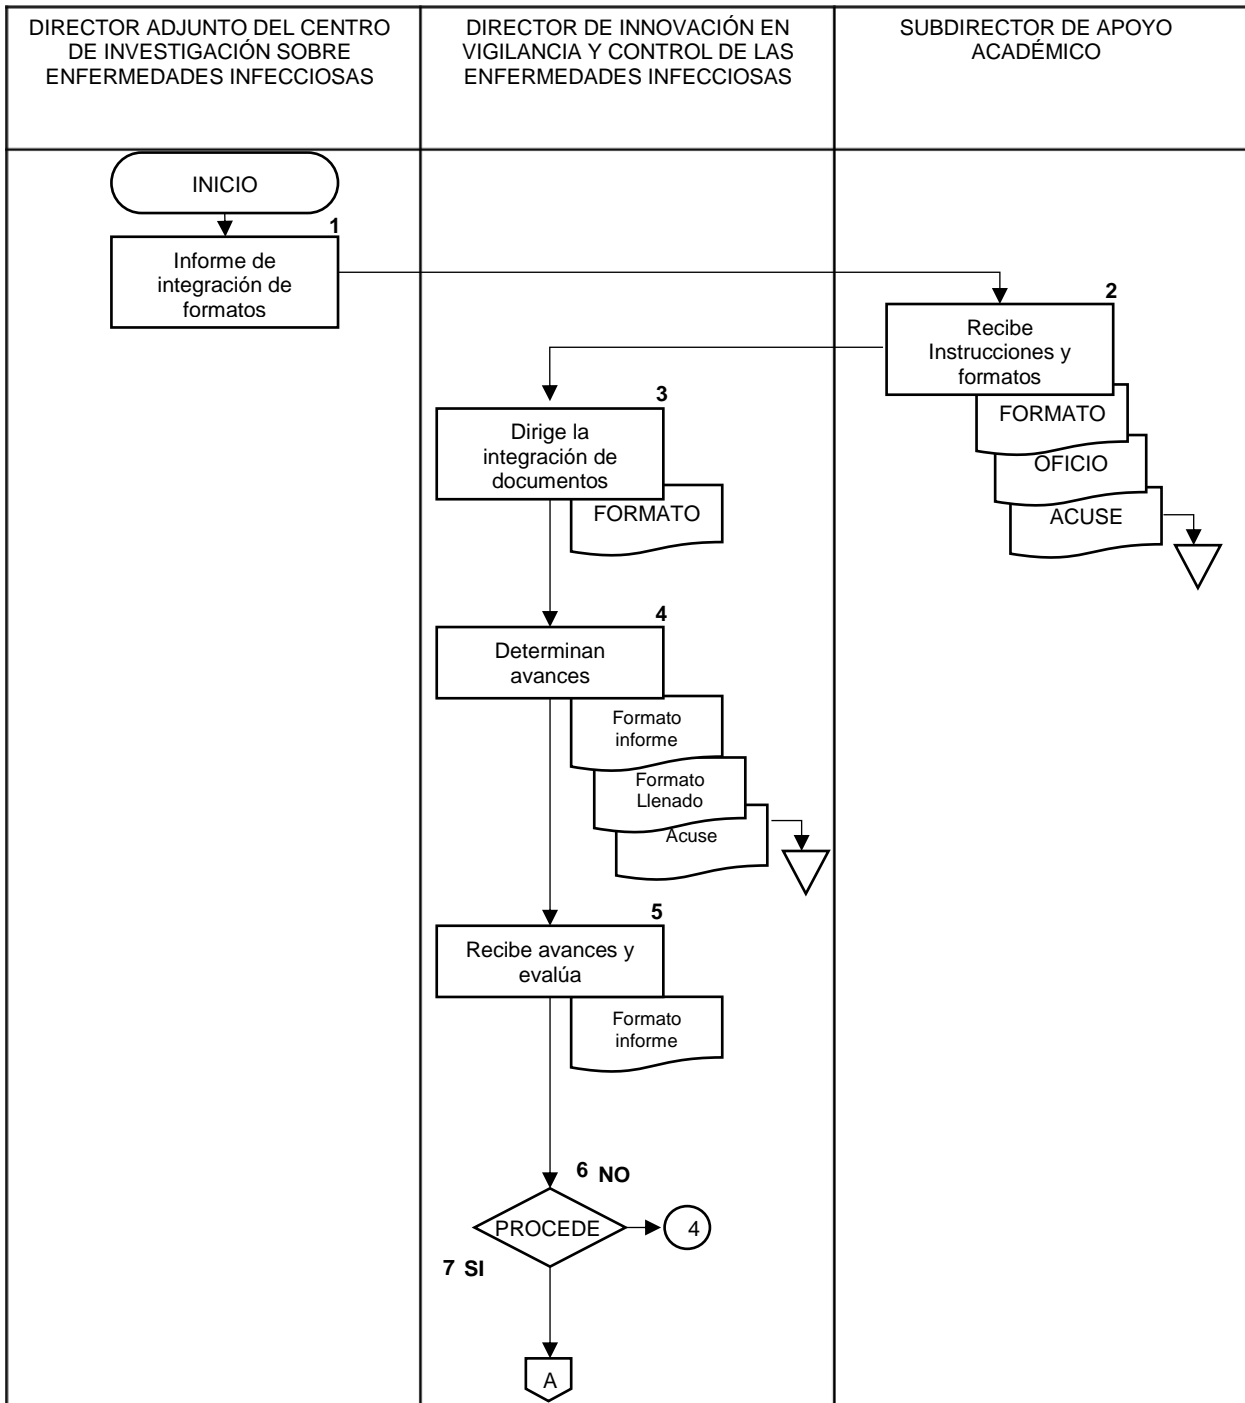 DIRECTOR ADJUNTO DEL CENTRO
DE INVESTIGACIÓN SOBRE
ENFERMEDADES INFECCIOSAS
DIRECTOR DE INNOVACIÓN EN
VIGILANCIA Y CONTROL DE LAS
ENFERMEDADES INFECCIOSAS
SUBDIRECTOR DE APOYO
ACADÉMICO
INICIO
1
Informe de
integración de
formatos
2
Recibe
Instrucciones y
formatos
FORMATO
OFICIO
ACUSE
3
Dirige la
integración de
documentos
FORMATO
4
Determinan
avances
Formato
informe
Formato
Llenado
Acuse
5
Recibe avances y
evalúa
Formato
informe
6 NO
PROCEDE
4
7 SI
A